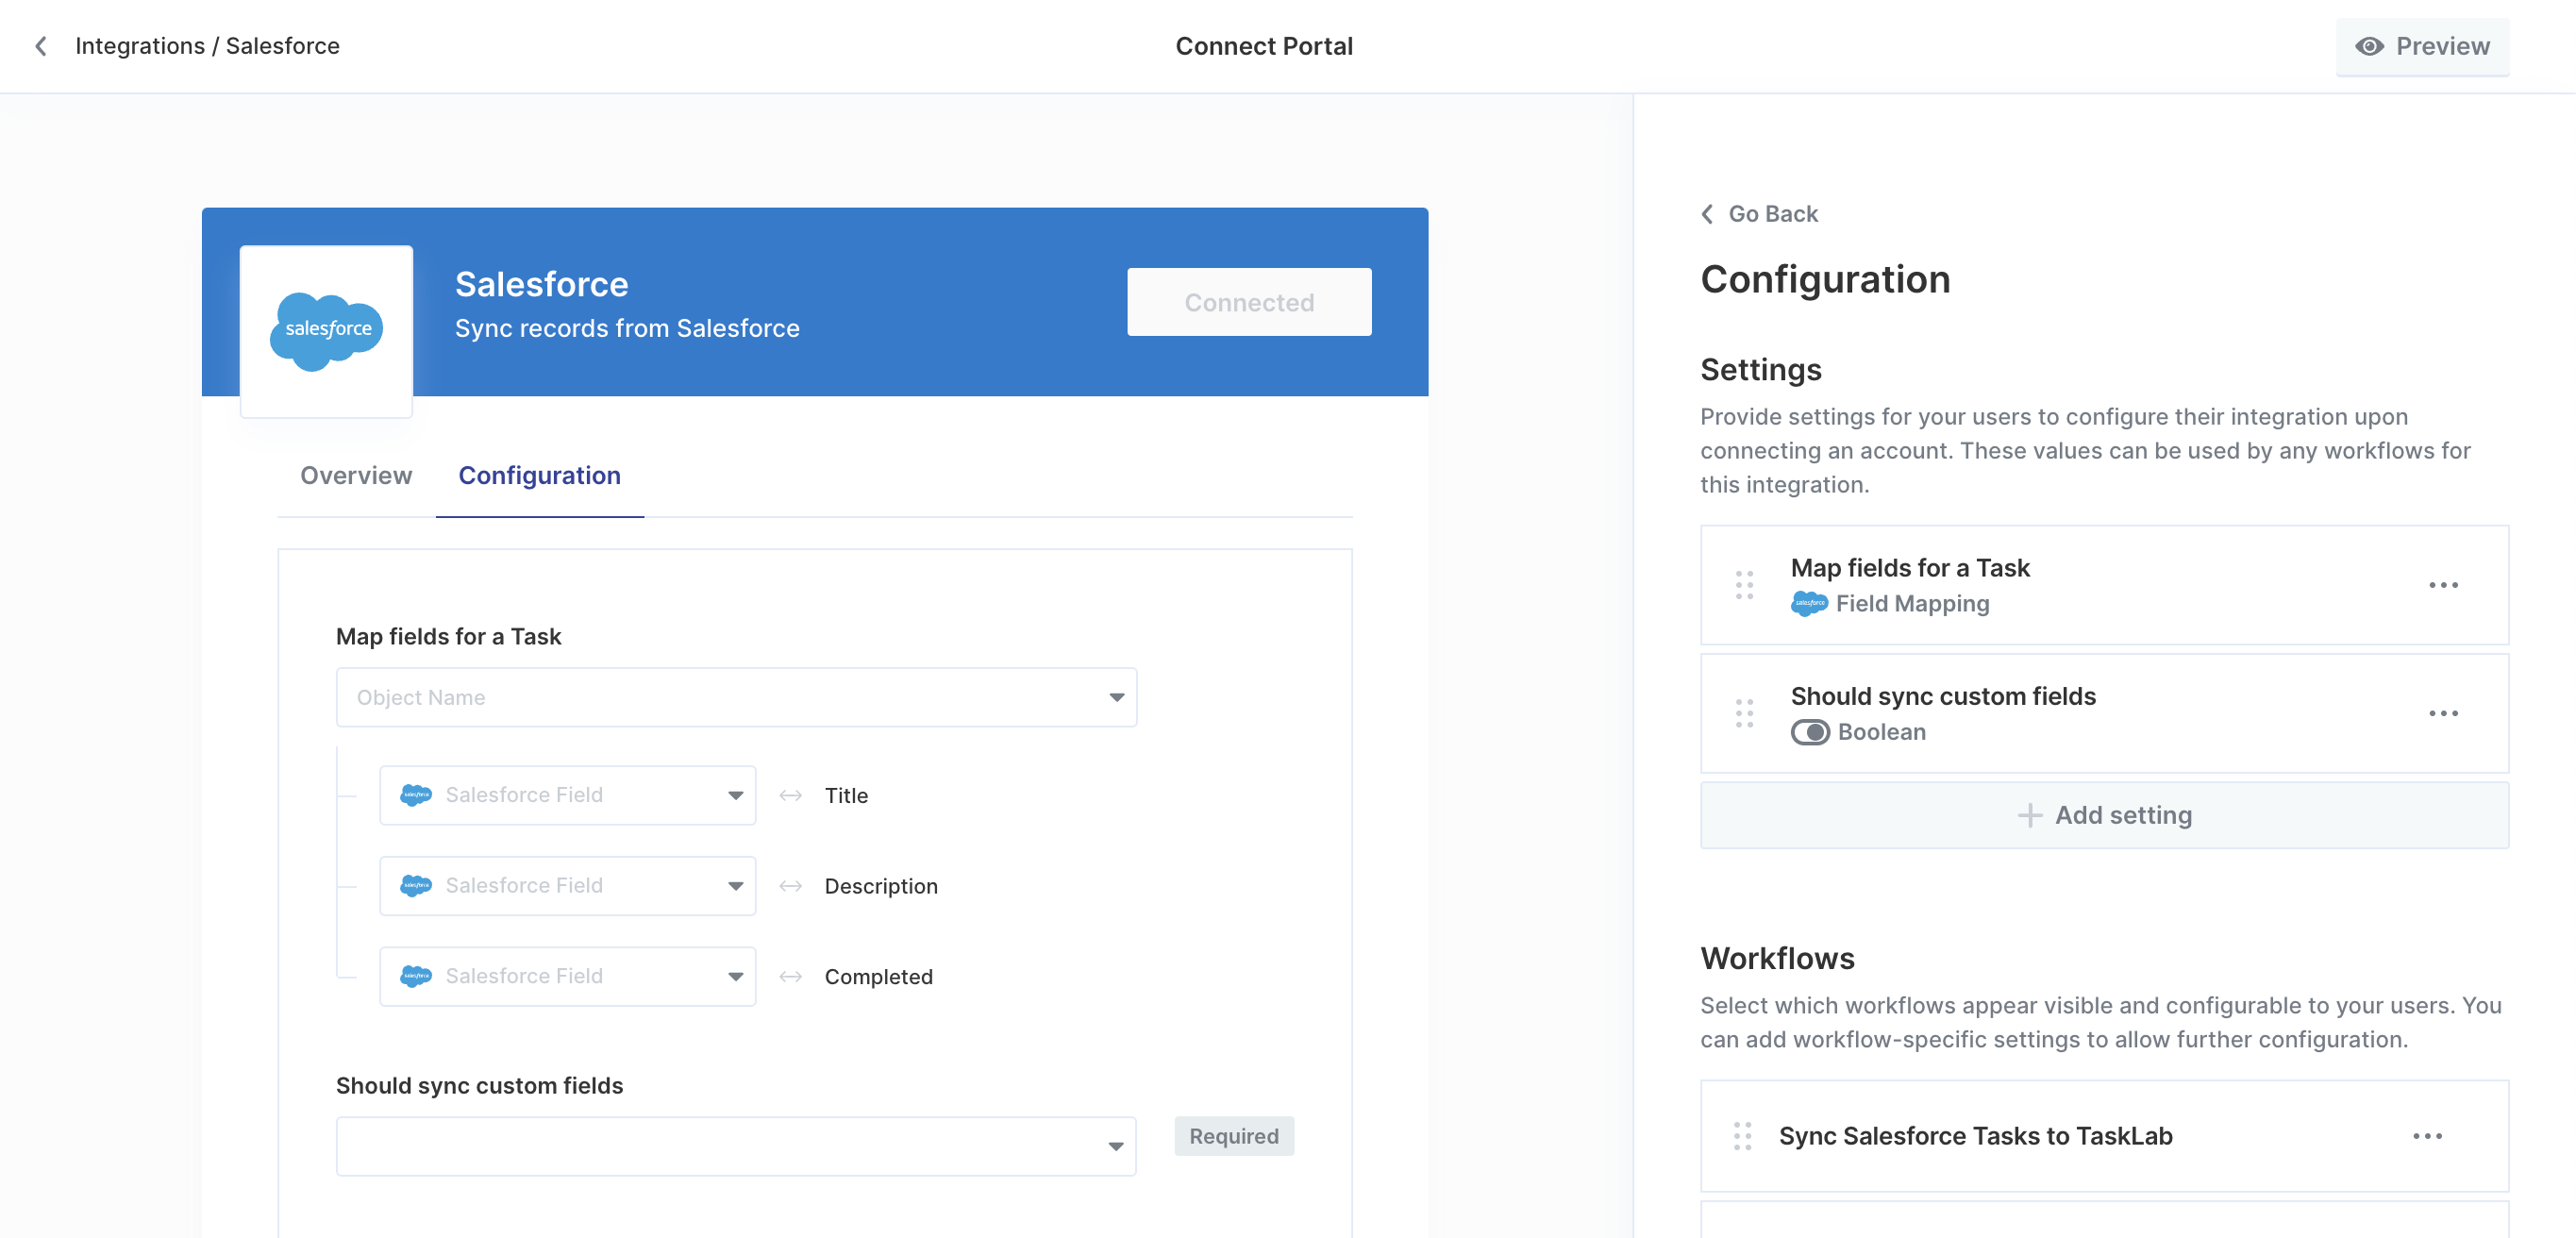 Integrations / Salesforce
Connect Portal
Preview
salesforce
Salesforce
Sync records from Salesforce
Connected
Overview
Configuration
Map fields for a Task
Object Name
Salesforce Field
Title
Salesforce Field
Description
Salesforce Field
Completed
Should sync custom fields
Required
Go Back
Configuration
Settings
Provide settings for your users to configure their integration upon
connecting an account. These values can be used by any workflows for
this integration.
Map fields for a Task
salesforce
Field Mapping
Should sync custom fields
Boolean
Add setting
Workflows
Select which workflows appear visible and configurable to your users. You
can add workflow-specific settings to allow further configuration.
Sync Salesforce Tasks to TaskLab